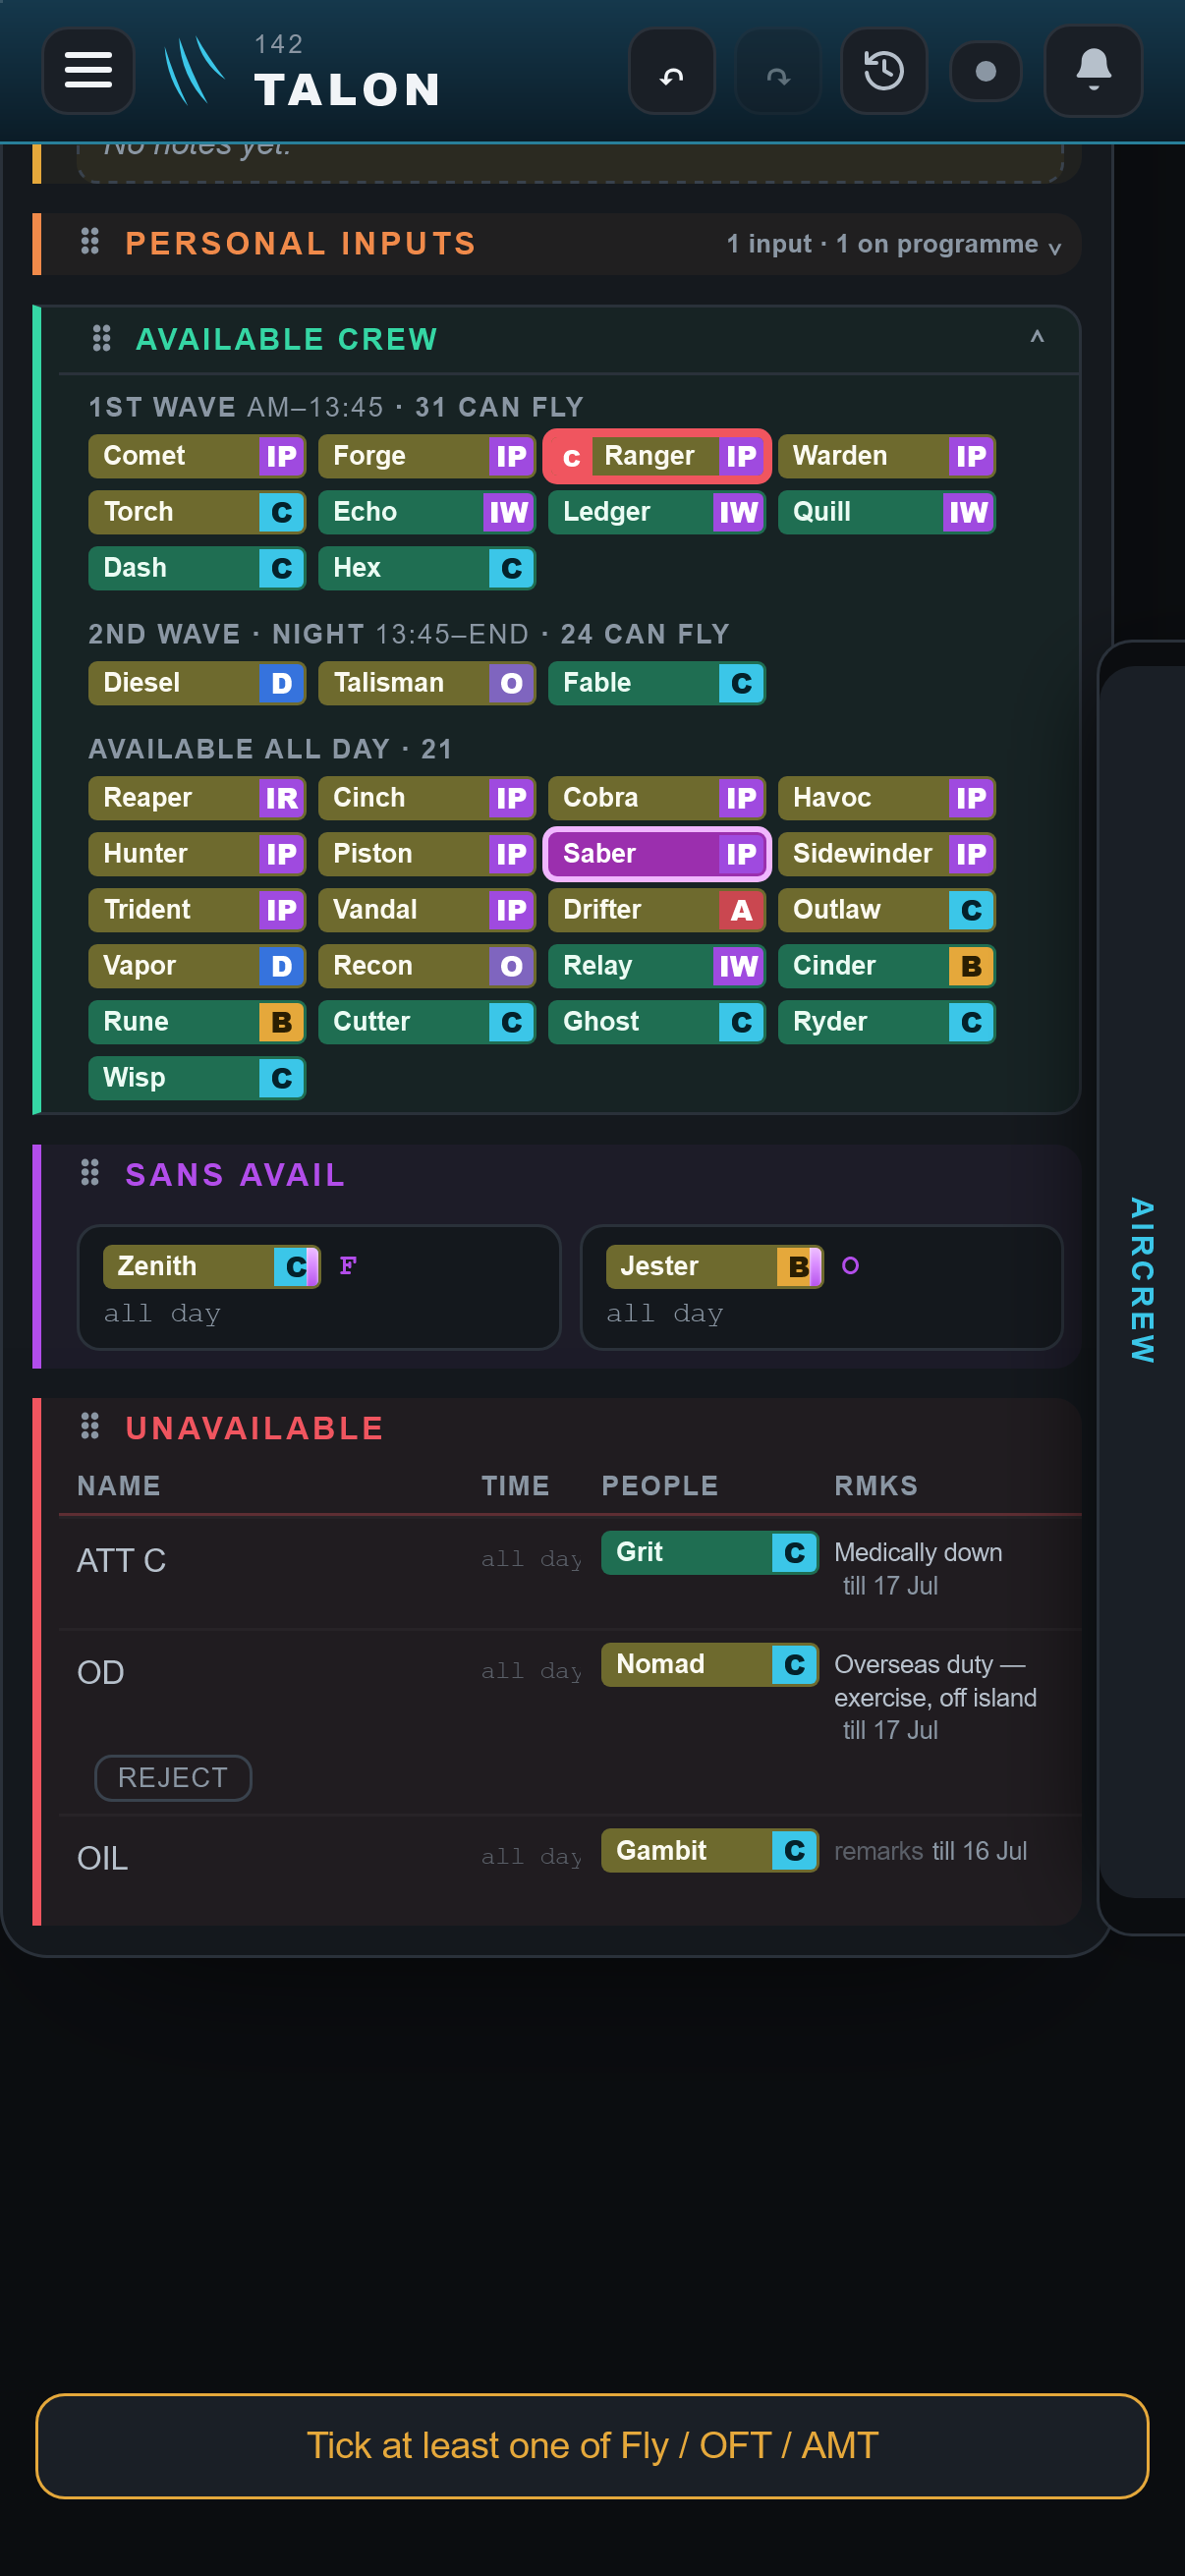 142
TALON
No notes yet.
PERSONAL INPUTS 1 input · 1 on programme
AVAILABLE CREW
1ST WAVE AM–13:45 · 31 CAN FLY
Comet IP Forge IP c Ranger IP Warden IP
Torch C Echo IW Ledger IW Quill IW
Dash C Hex C
2ND WAVE · NIGHT 13:45–END · 24 CAN FLY
Diesel D Talisman O Fable C
AVAILABLE ALL DAY · 21
Reaper IR Cinch IP Cobra IP Havoc IP
Hunter IP Piston IP Saber IP Sidewinder IP
Trident IP Vandal IP Drifter A Outlaw C
Vapor D Recon O Relay IW Cinder B
Rune B Cutter C Ghost C Ryder C
Wisp C
AIRCREW
SANS AVAIL
Zenith C F Jester B O
all day all day
UNAVAILABLE
NAME TIME PEOPLE RMKS
ATT C all day Grit C Medically down
till 17 Jul
OD all day Nomad C Overseas duty —
exercise, off island
till 17 Jul
REJECT
OIL all day Gambit C remarks till 16 Jul
Tick at least one of Fly / OFT / AMT